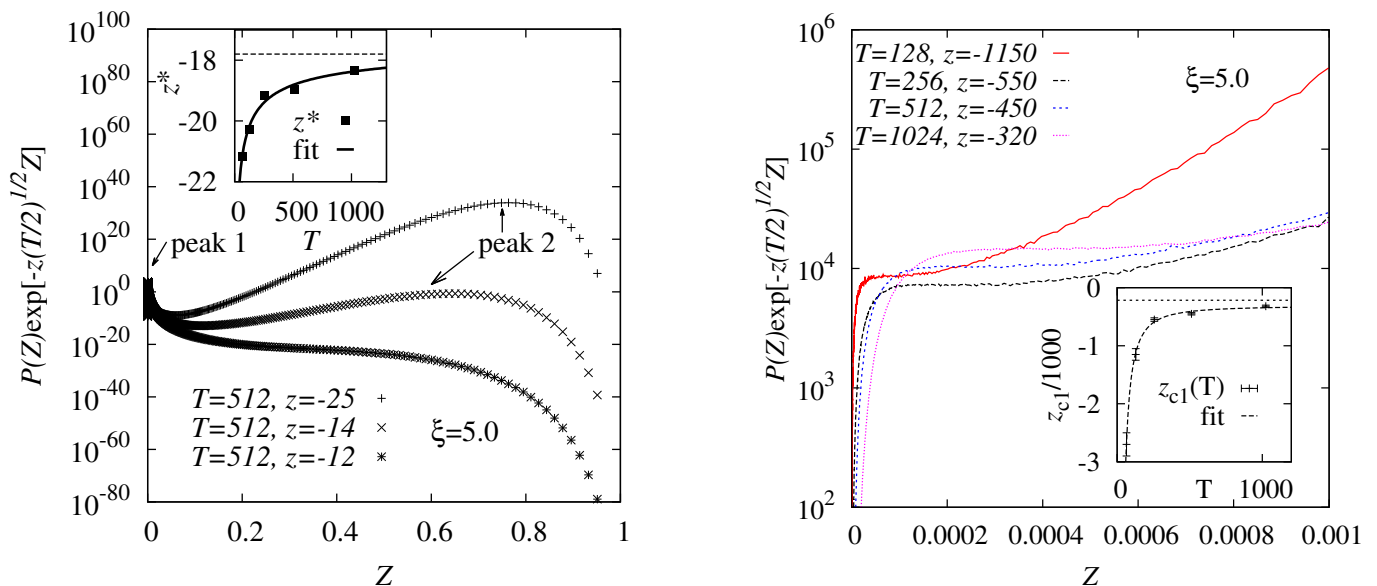 P(Z)exp[-z(T/2)^{1/2}Z]
10^{100}
10^{80}
10^{60}
10^{40}
10^{20}
10^{0}
10^{-20}
10^{-40}
10^{-60}
10^{-80}
0
0.2
0.4
0.6
0.8
1
Z
z*
-18
-20
-22
0
500
1000
T
z*
fit
peak 1
peak 2
T=512, z=-25
T=512, z=-14
T=512, z=-12
ξ=5.0
P(Z)exp[-z(T/2)^{1/2}Z]
10^{6}
10^{5}
10^{4}
10^{3}
10^{2}
0
0.0002
0.0004
0.0006
0.0008
0.001
Z
T=128, z=-1150
T=256, z=-550
T=512, z=-450
T=1024, z=-320
ξ=5.0
z_{c1}/1000
0
-1
-2
-3
0
T
1000
z_{c1}(T)
fit